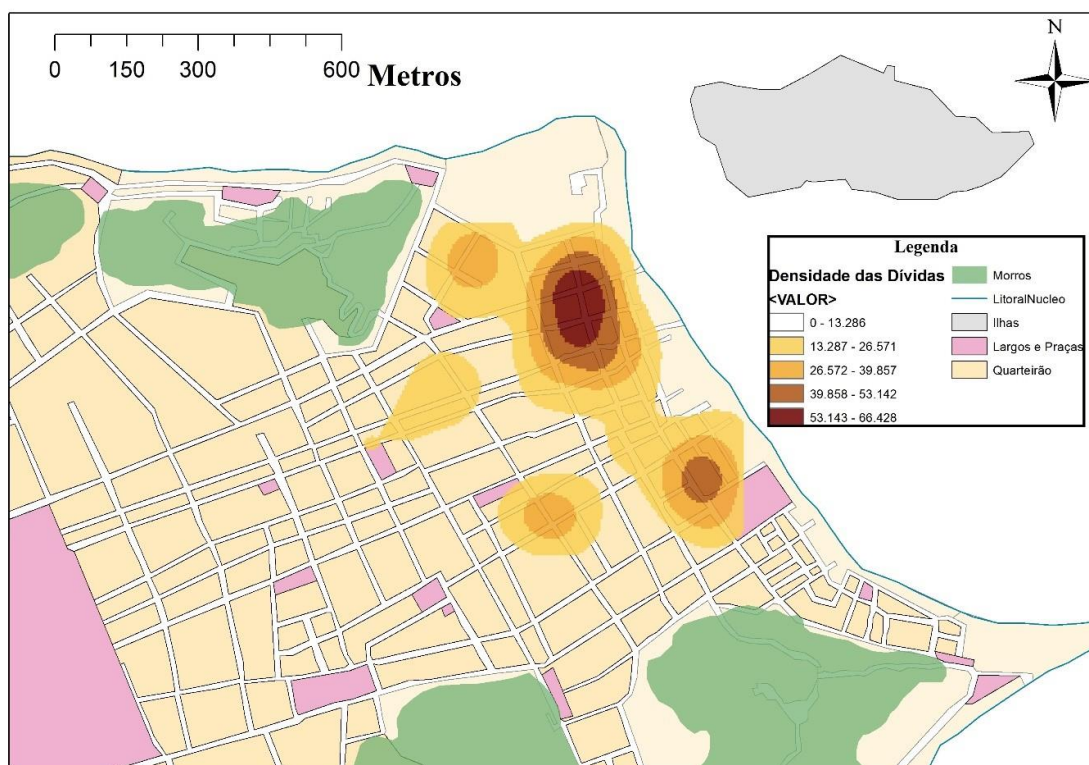 0 150 300 600 Metros
N
Legenda
Densidade das Dívidas
<VALOR>
0 - 13.286
13.287 - 26.571
26.572 - 39.857
39.858 - 53.142
53.143 - 66.428
Morros
LitoralNucleo
Ilhas
Largos e Praças
Quarteirão